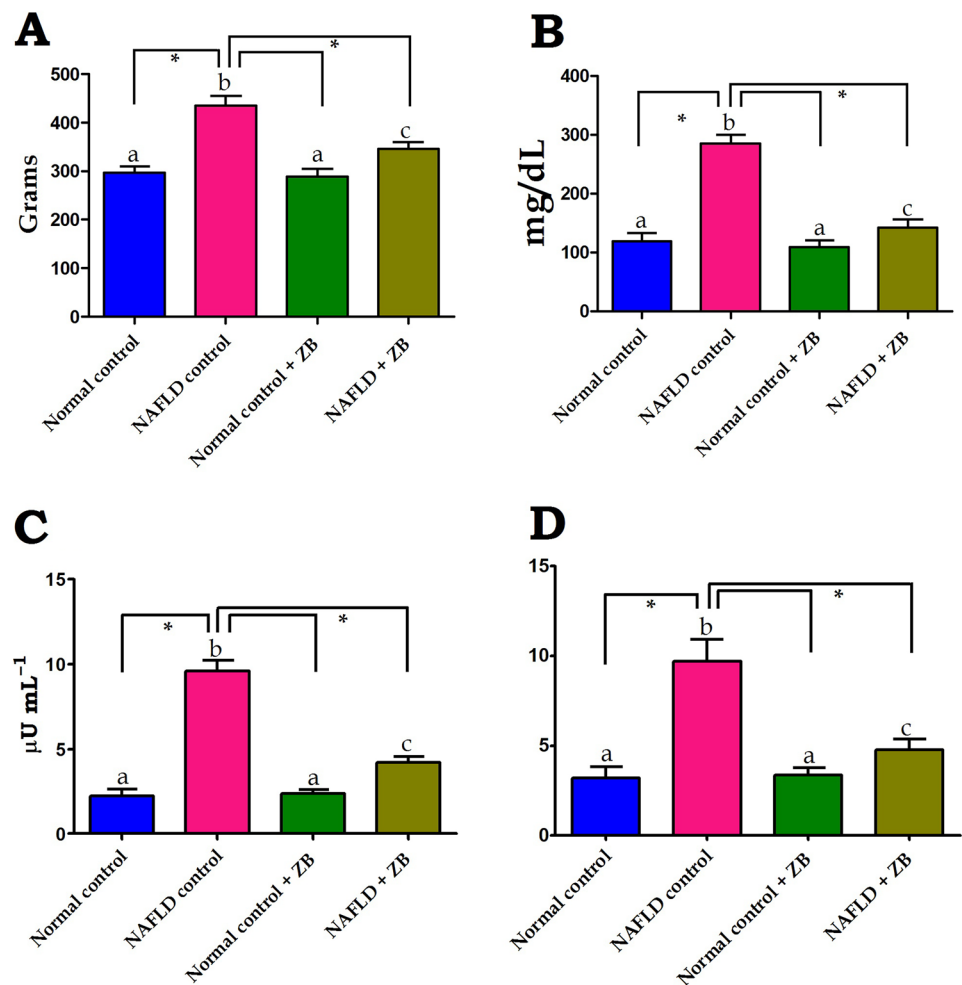 A
*
*
500
b
400
c
a
a
300
Grams
200
100
0
Normal control
NAFLD control
Normal control + ZB
NAFLD + ZB
B
400
*
*
b
300
mg/dL
200
c
a
a
100
0
Normal control
NAFLD control
Normal control + ZB
NAFLD + ZB
C
15
*
*
b
10
μU mL⁻¹
5
c
a
a
0
Normal control
NAFLD control
Normal control + ZB
NAFLD + ZB
D
15
*
*
b
10
c
5
a
a
0
Normal control
NAFLD control
Normal control + ZB
NAFLD + ZB